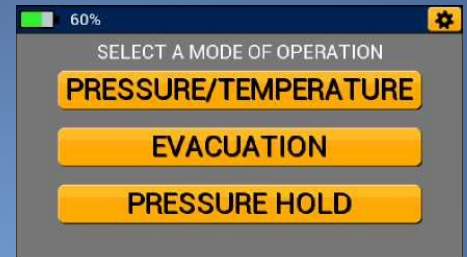 60%
SELECT A MODE OF OPERATION
PRESSURE/TEMPERATURE
EVACUATION
PRESSURE HOLD